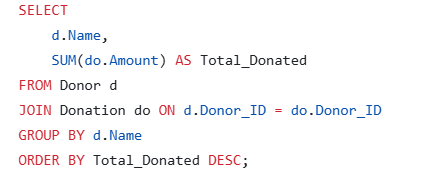 SELECT
    d.Name,
    SUM(do.Amount) AS Total_Donated
FROM Donor d
JOIN Donation do ON d.Donor_ID = do.Donor_ID
GROUP BY d.Name
ORDER BY Total_Donated DESC;